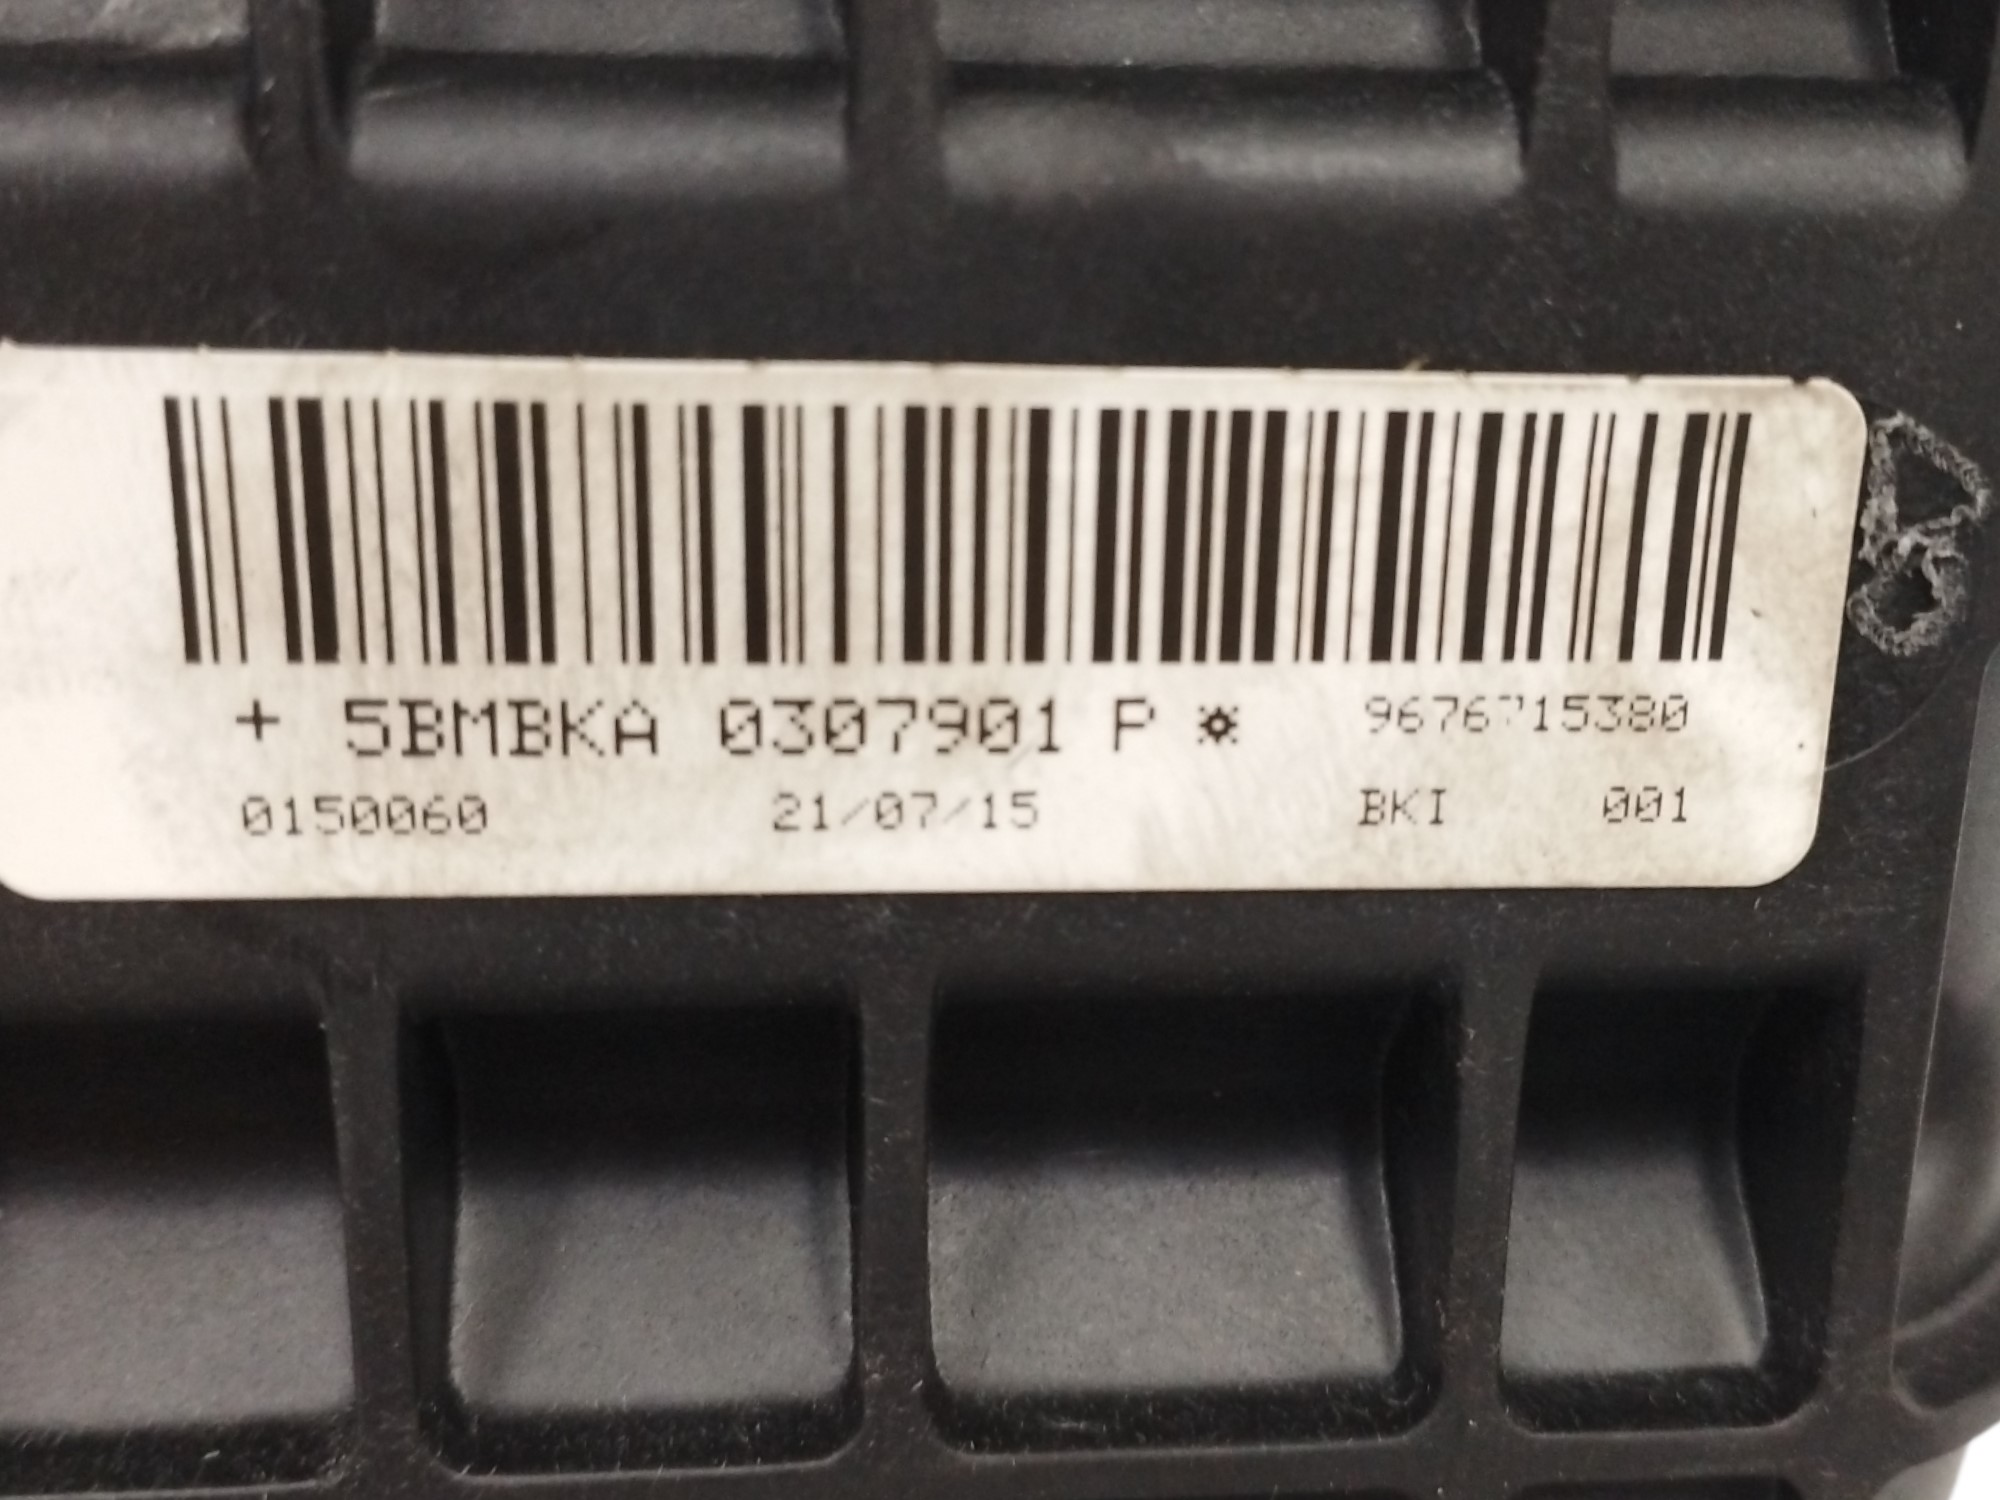 + 5BMBKA 0307901 P * 9676715380
0150060 21/07/15 BKI 001